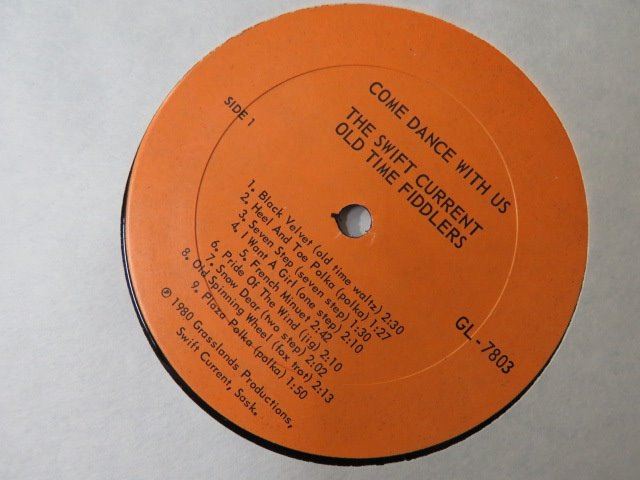 COME DANCE WITH US
THE SWIFT CURRENT
OLD TIME FIDDLERS
SIDE 1
GL - 7803
1. Black Velvet (old time waltz) 2:30
2. Heel And Toe Polka (polka) 1:27
3. Seven Step (seven step) 1:30
4. I Want A Girl (one step) 2:10
5. French Minuet 2:42
6. Pride Of The Wind (jig) 2:10
7. Snow Dear (two step) 2:02
8. Old Spinning Wheel (fox trot) 2:13
9. Plaza Polka (polka) 1:50
℗ 1980 Grasslands Productions,
Swift Current, Sask.